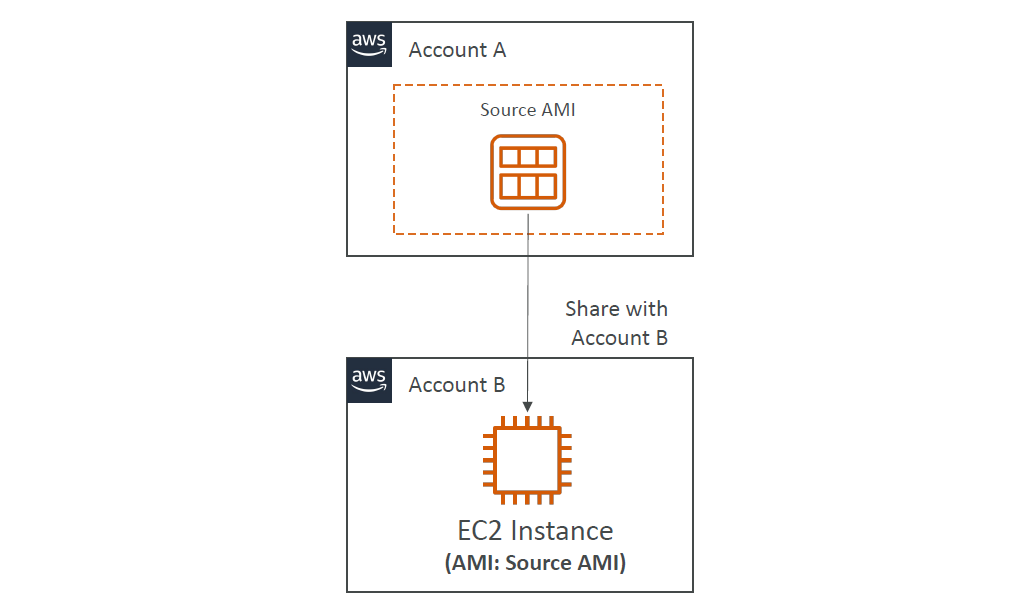 aws
Account A
Source AMI
Share with
Account B
aws
Account B
EC2 Instance
(AMI: Source AMI)